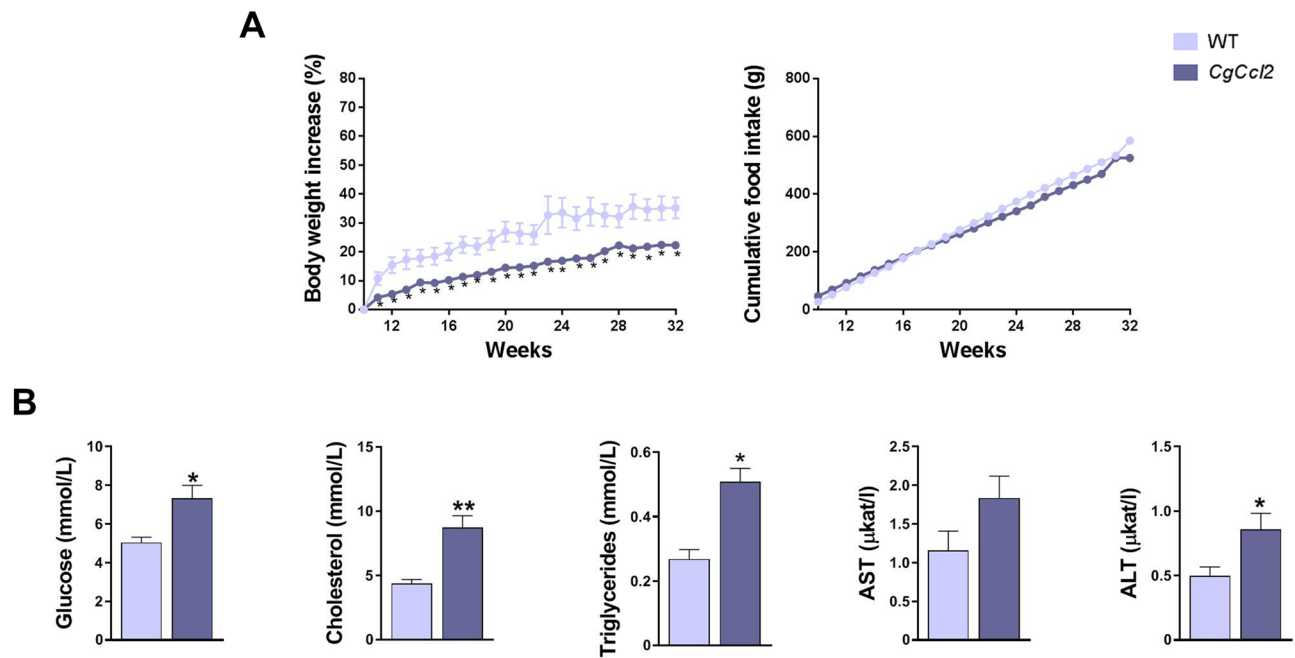 A
WT
CgCcl2
Body weight increase (%)
80
70
60
50
40
30
20
10
0
* * * * * * * * * * * * * * * * * * * * * *
12 16 20 24 28 32
Weeks
Cumulative food intake (g)
800
600
400
200
0
12 16 20 24 28 32
Weeks
B
Glucose (mmol/L)
10
8
6
4
2
0
*
Cholesterol (mmol/L)
15
10
5
0
**
Triglycerides (mmol/L)
0.6
0.4
0.2
0
*
AST (μkat/l)
2.5
2.0
1.5
1.0
0.5
0
ALT (μkat/l)
1.5
1.0
0.5
0
*